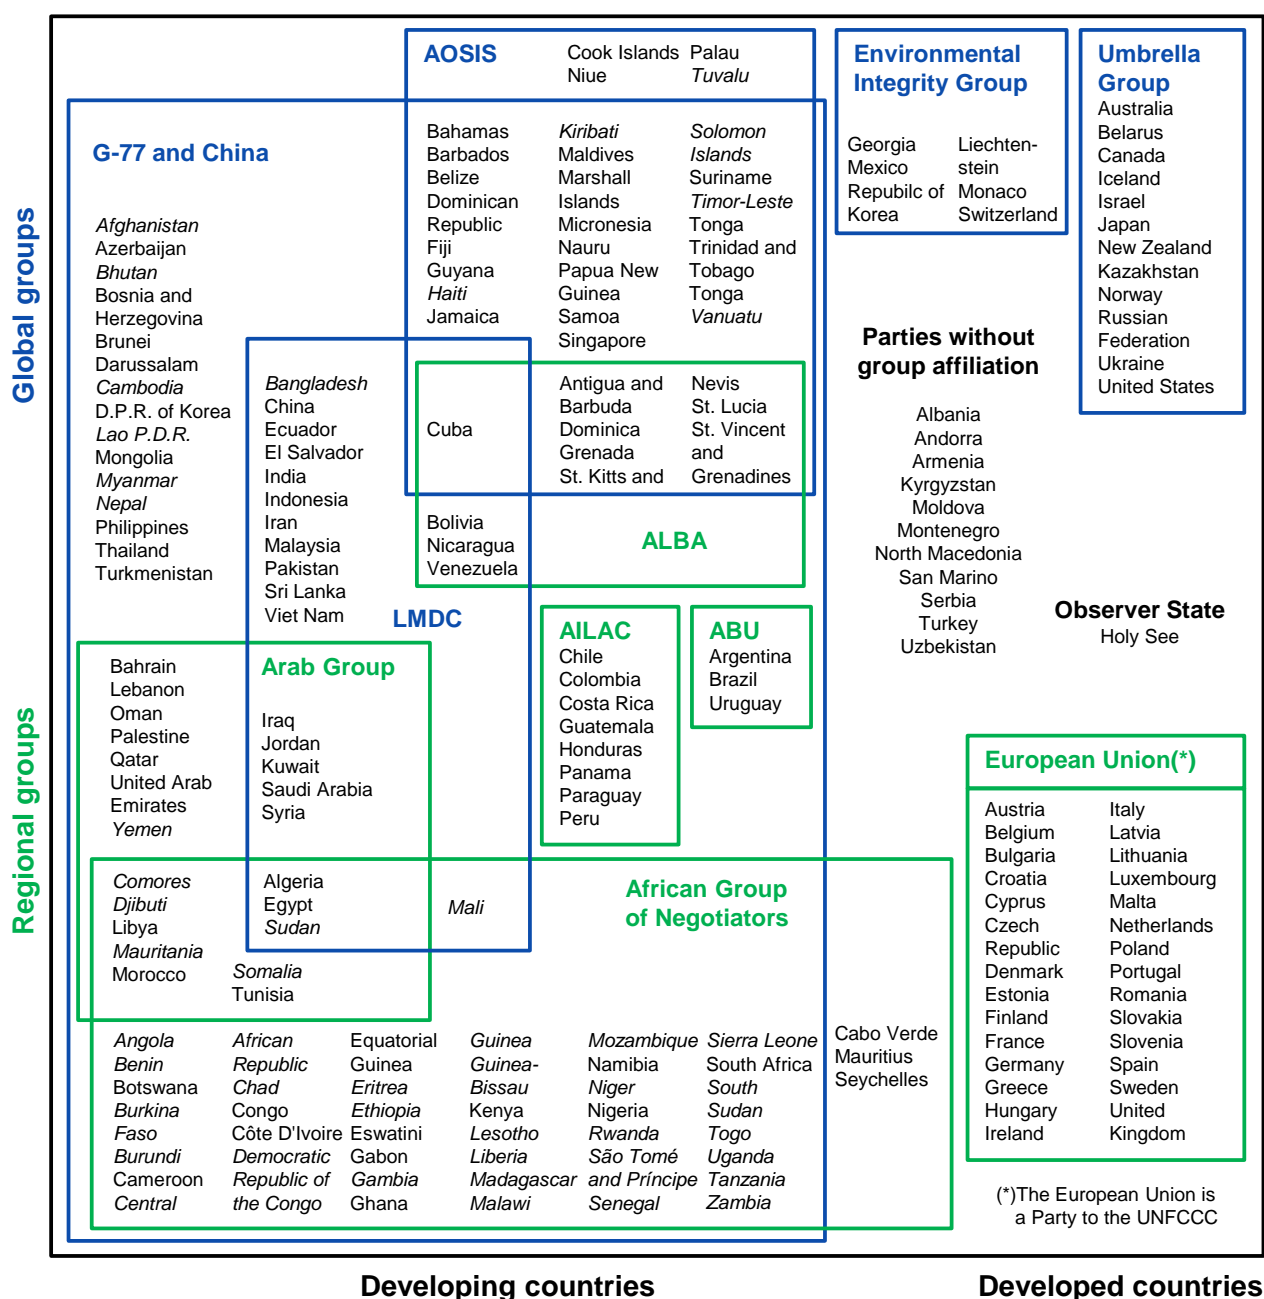 AOSIS
Cook Islands
Niue
Palau
Tuvalu
Environmental
Integrity Group
Georgia
Mexico
Repubilc of
Korea
Liechten-
stein
Monaco
Switzerland
Umbrella
Group
Australia
Belarus
Canada
Iceland
Israel
Japan
New Zealand
Kazakhstan
Norway
Russian
Federation
Ukraine
United States
Global groups
G-77 and China
Afghanistan
Azerbaijan
Bhutan
Bosnia and
Herzegovina
Brunei
Darussalam
Cambodia
D.P.R. of Korea
Lao P.D.R.
Mongolia
Myanmar
Nepal
Philippines
Thailand
Turkmenistan
Bahamas
Barbados
Belize
Dominican
Republic
Fiji
Guyana
Haiti
Jamaica
Kiribati
Maldives
Marshall
Islands
Micronesia
Nauru
Papua New
Guinea
Samoa
Singapore
Solomon
Islands
Suriname
Timor-Leste
Tonga
Trinidad and
Tobago
Tonga
Vanuatu
Bangladesh
China
Ecuador
El Salvador
India
Indonesia
Iran
Malaysia
Pakistan
Sri Lanka
Viet Nam
LMDC
Cuba
Antigua and
Barbuda
Dominica
Grenada
St. Kitts and
Nevis
St. Lucia
St. Vincent
and
Grenadines
Bolivia
Nicaragua
Venezuela
ALBA
Parties without
group affiliation
Albania
Andorra
Armenia
Kyrgyzstan
Moldova
Montenegro
North Macedonia
San Marino
Serbia
Turkey
Uzbekistan
Observer State
Holy See
Regional groups
Arab Group
Bahrain
Lebanon
Oman
Palestine
Qatar
United Arab
Emirates
Yemen
Iraq
Jordan
Kuwait
Saudi Arabia
Syria
AILAC
Chile
Colombia
Costa Rica
Guatemala
Honduras
Panama
Paraguay
Peru
ABU
Argentina
Brazil
Uruguay
European Union(*)
Austria
Belgium
Bulgaria
Croatia
Cyprus
Czech
Republic
Denmark
Estonia
Finland
France
Germany
Greece
Hungary
Ireland
Italy
Latvia
Lithuania
Luxembourg
Malta
Netherlands
Poland
Portugal
Romania
Slovakia
Slovenia
Spain
Sweden
United
Kingdom
(*)The European Union is
a Party to the UNFCCC
African Group
of Negotiators
Comores
Djibuti
Libya
Mauritania
Morocco
Algeria
Egypt
Sudan
Somalia
Tunisia
Mali
Angola
Benin
Botswana
Burkina
Faso
Burundi
Cameroon
Central
African
Republic
Chad
Congo
Côte D'Ivoire
Democratic
Republic of
the Congo
Equatorial
Guinea
Eritrea
Ethiopia
Eswatini
Gabon
Gambia
Ghana
Guinea
Guinea-
Bissau
Kenya
Lesotho
Liberia
Madagascar
Malawi
Mozambique
Namibia
Niger
Nigeria
Rwanda
São Tomé
and Príncipe
Senegal
Sierra Leone
South Africa
South
Sudan
Togo
Uganda
Tanzania
Zambia
Cabo Verde
Mauritius
Seychelles
Developing countries
Developed countries